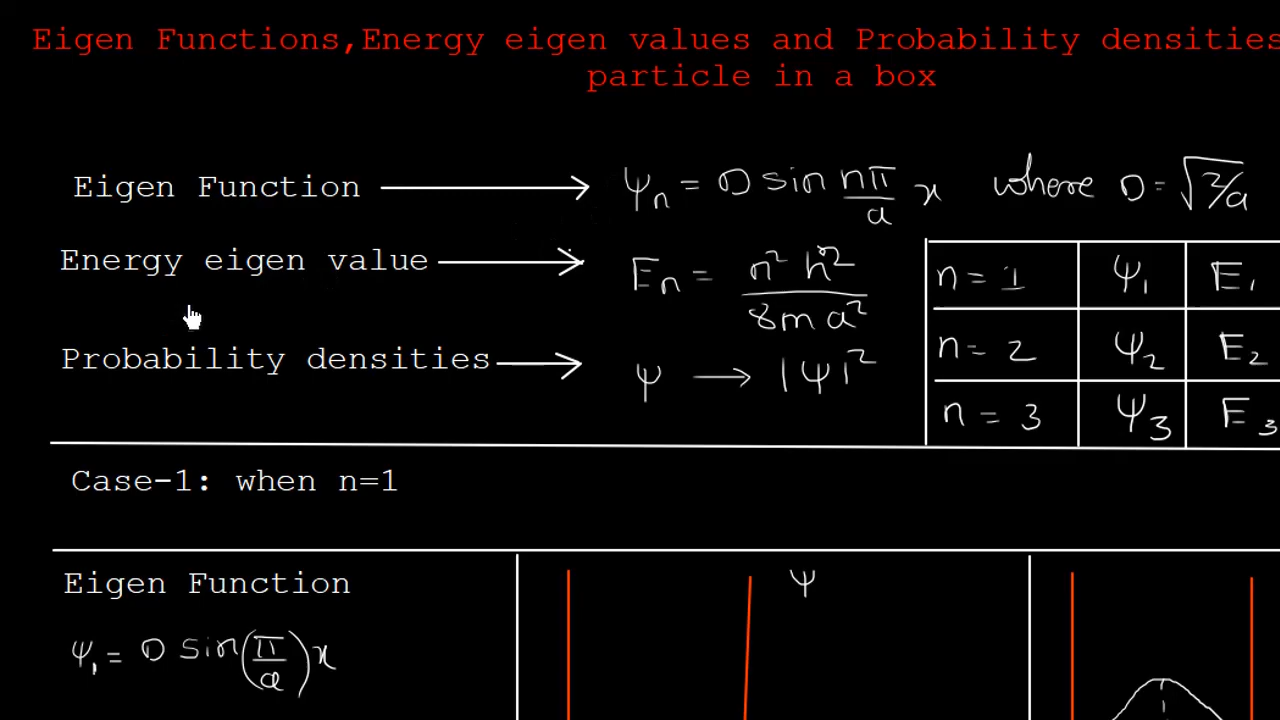 Eigen Functions,Energy eigen values and Probability densities
particle in a box
Eigen Function → ψₙ = D sin nπ/a x where D = √2/a
Energy eigen value → Eₙ = n²h²/8ma²
Probability densities → ψ → |ψ|²
n = 1 ψ₁ E₁
n = 2 ψ₂ E₂
n = 3 ψ₃ E₃
Case-1: when n=1
Eigen Function
ψ
ψ₁ = D sin(π/a)x